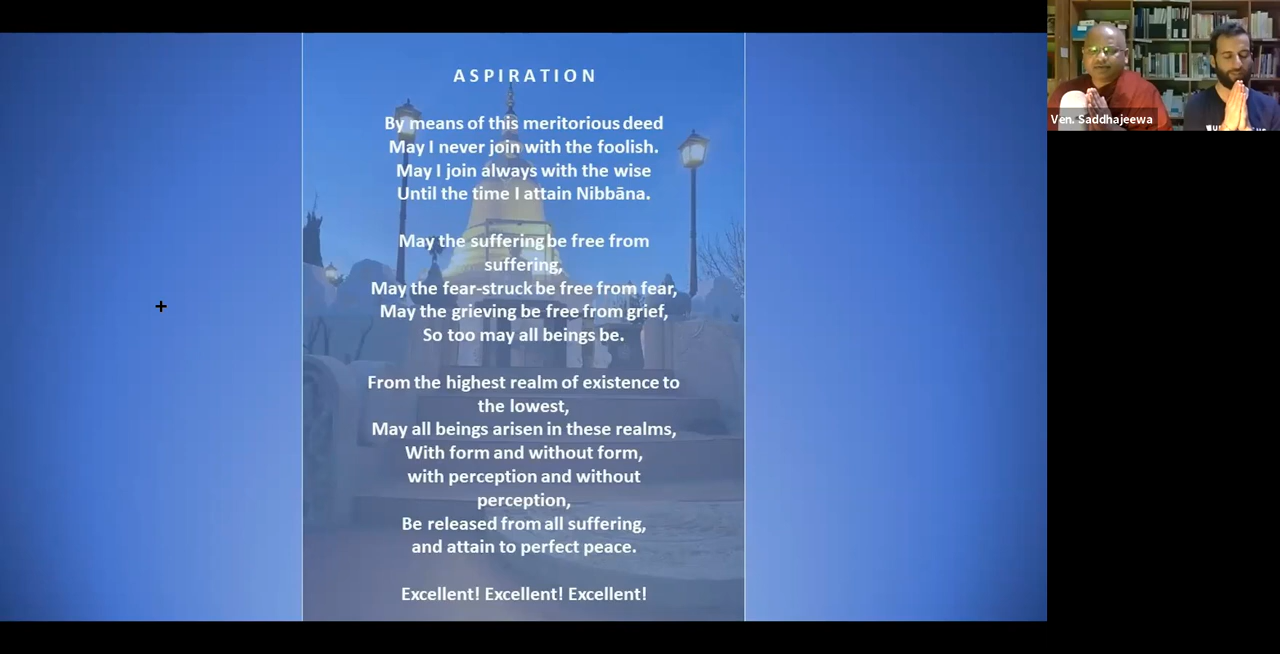 ASPIRATION
By means of this meritorious deed
May I never join with the foolish.
May I join always with the wise
Until the time I attain Nibbāna.
May the suffering be free from
suffering,
May the fear-struck be free from fear,
May the grieving be free from grief,
So too may all beings be.
From the highest realm of existence to
the lowest,
May all beings arisen in these realms,
With form and without form,
with perception and without
perception,
Be released from all suffering,
and attain to perfect peace.
Excellent! Excellent! Excellent!
Ven. Saddhajeewa